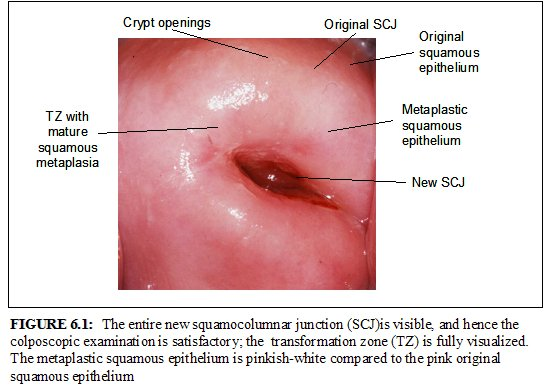 Crypt openings
Original SCJ
Original
squamous
epithelium
TZ with
mature
squamous
metaplasia
Metaplastic
squamous
epithelium
New SCJ
FIGURE 6.1: The entire new squamocolumnar junction (SCJ)is visible, and hence the
colposcopic examination is satisfactory; the transformation zone (TZ) is fully visualized.
The metaplastic squamous epithelium is pinkish-white compared to the pink original
squamous epithelium